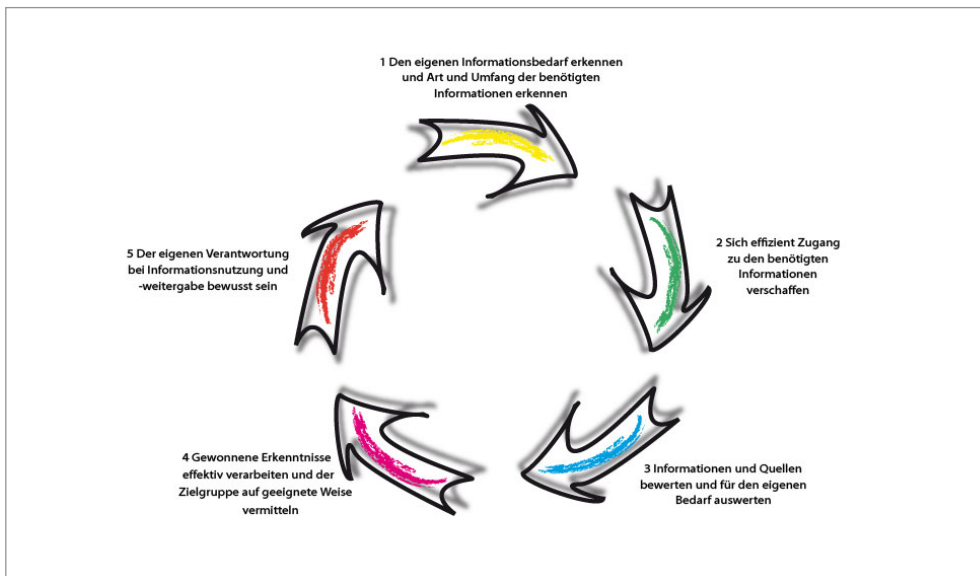 1 Den eigenen Informationsbedarf erkennen
und Art und Umfang der benötigten
Informationen erkennen
2 Sich effizient Zugang
zu den benötigten
Informationen
verschaffen
3 Informationen und Quellen
bewerten und für den eigenen
Bedarf auswerten
4 Gewonnene Erkenntnisse
effektiv verarbeiten und der
Zielgruppe auf geeignete Weise
vermitteln
5 Der eigenen Verantwortung
bei Informationsnutzung und
-weitergabe bewusst sein